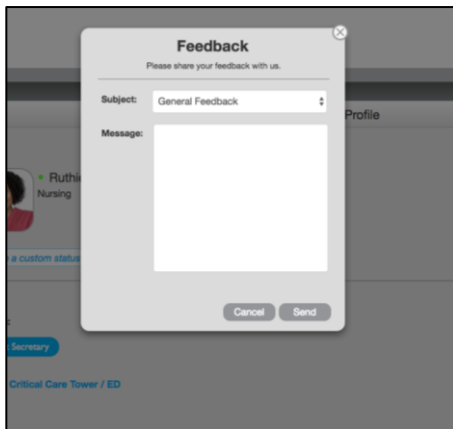 Feedback
Please share your feedback with us.
Subject: General Feedback
Message:
Profile
Ruthie
Nursing
a custom status
Secretary
Critical Care Tower / ED
Cancel Send